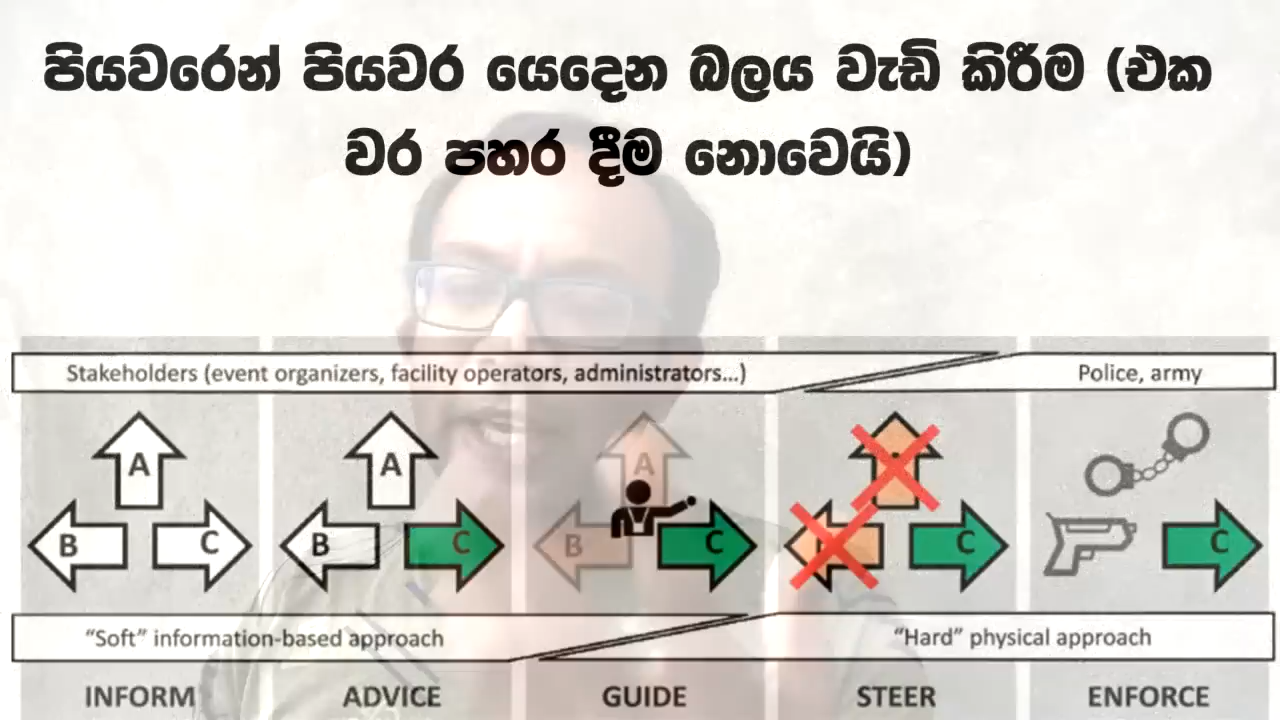 පියවරෙන් පියවර යෙදෙන බලය වැඩි කිරීම (එක
වර පහර දීම නොවෙයි)
Stakeholders (event organizers, facility operators, administrators...)
Police, army
A
A
A
B
C
B
C
B
C
C
C
"Soft" information-based approach
"Hard" physical approach
INFORM
ADVICE
GUIDE
STEER
ENFORCE